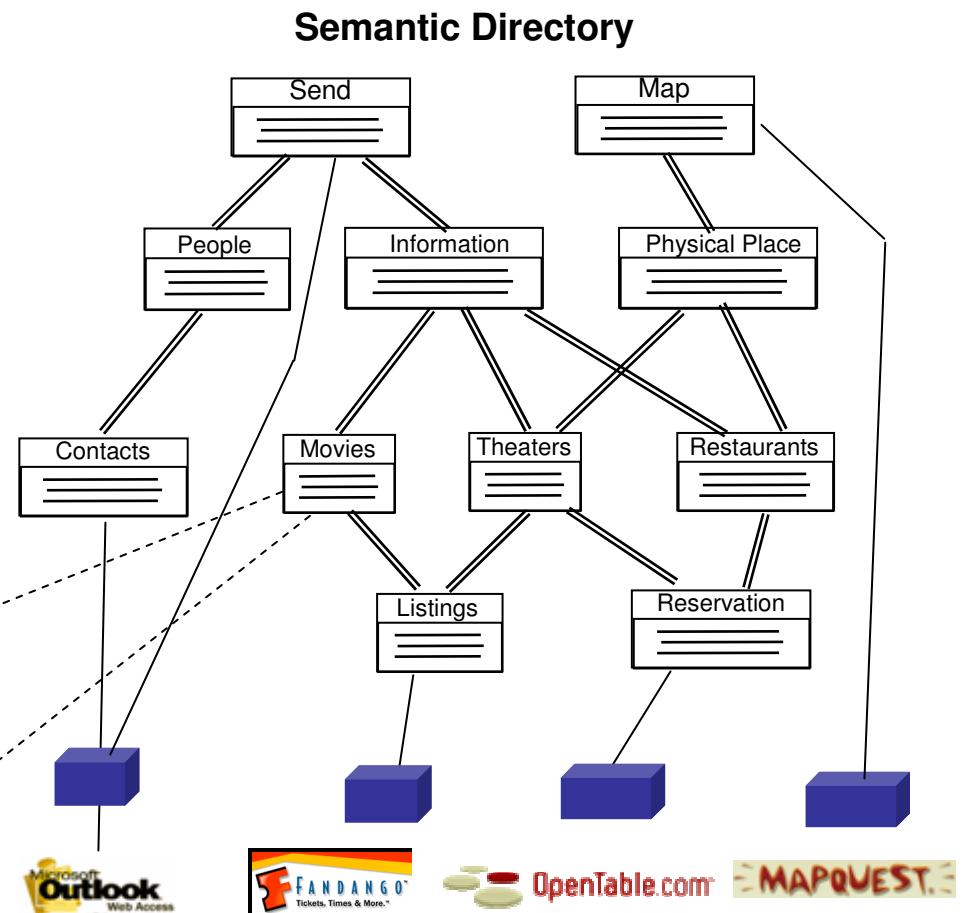 Semantic Directory
Send
Map
People
Information
Physical Place
Contacts
Movies
Theaters
Restaurants
Listings
Reservation
Microsoft
Outlook
Web Access
FANDANGO
Tickets. Times & More.™
OpenTable.com
MAPQUEST.